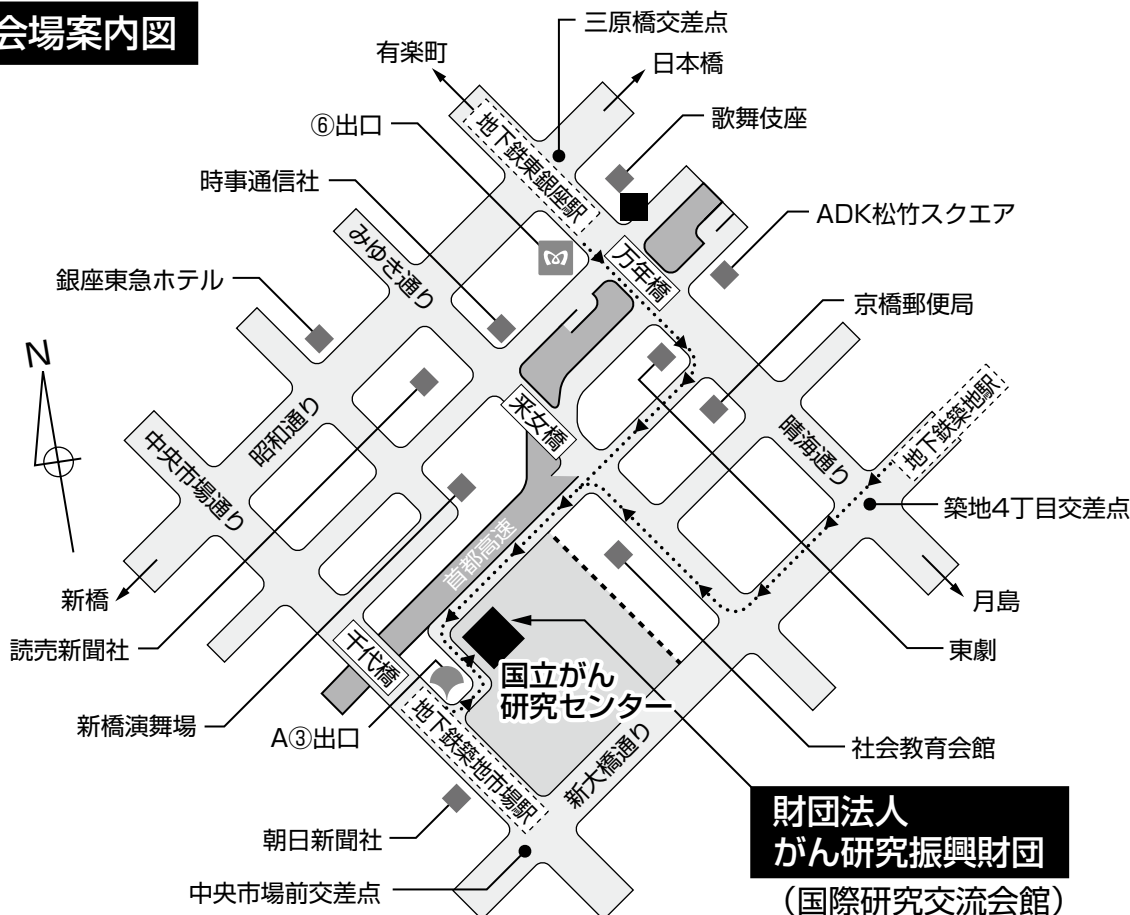 会場案内図
三原橋交差点
有楽町
日本橋
⑥出口
歌舞伎座
地下鉄東銀座駅
時事通信社
ADK松竹スクエア
みゆき通り
万年橋
銀座東急ホテル
京橋郵便局
N
采女橋
地下鉄築地駅
昭和通り
晴海通り
中央市場通り
築地4丁目交差点
首都高速
新橋
月島
読売新聞社
東劇
千代橋
国立がん
研究センター
新橋演舞場
A③出口
地下鉄築地市場駅
新大橋通り
社会教育会館
財団法人
がん研究振興財団
（国際研究交流会館）
朝日新聞社
中央市場前交差点